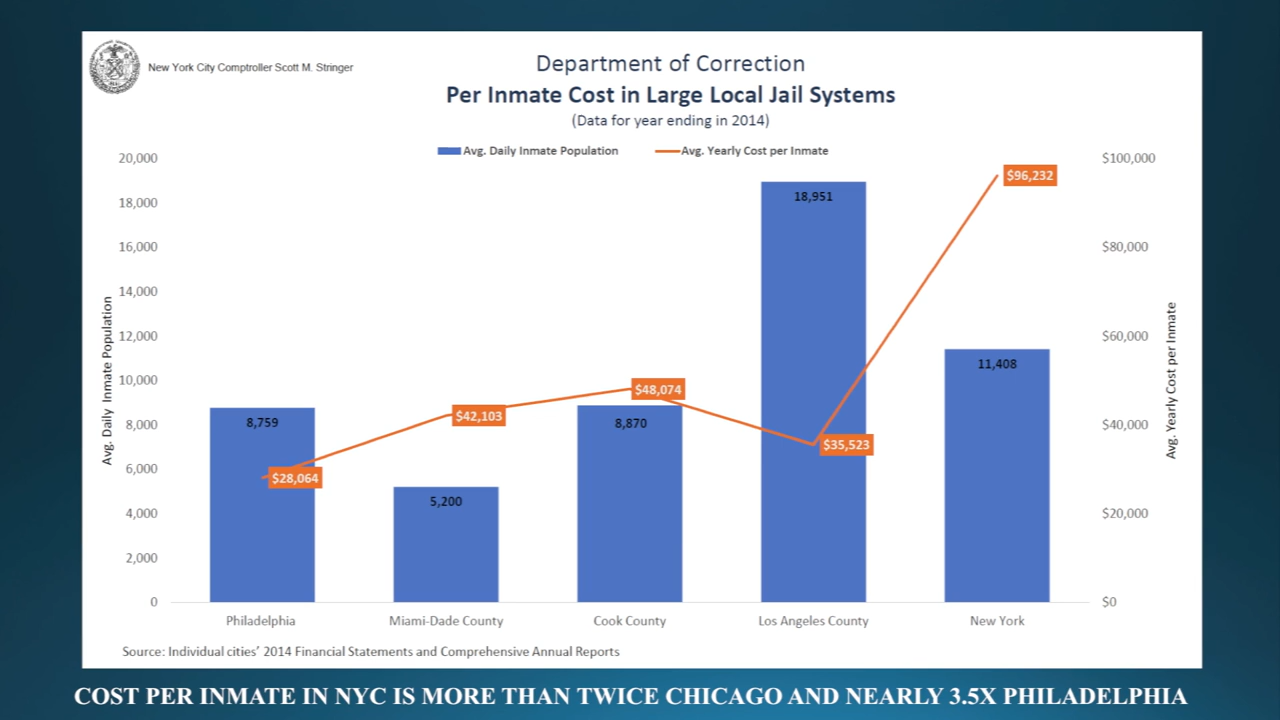 New York City Comptroller Scott M. Stringer
Department of Correction
Per Inmate Cost in Large Local Jail Systems
(Data for year ending in 2014)
Avg. Daily Inmate Population
Avg. Yearly Cost per Inmate
20,000
18,000
16,000
14,000
12,000
10,000
8,000
6,000
4,000
2,000
0
Avg. Daily Inmate Population
8,759
5,200
8,870
18,951
11,408
$28,064
$42,103
$48,074
$35,523
$96,232
$100,000
$80,000
$60,000
$40,000
$20,000
$0
Avg. Yearly Cost per Inmate
Philadelphia
Miami-Dade County
Cook County
Los Angeles County
New York
Source: Individual cities’ 2014 Financial Statements and Comprehensive Annual Reports
COST PER INMATE IN NYC IS MORE THAN TWICE CHICAGO AND NEARLY 3.5X PHILADELPHIA